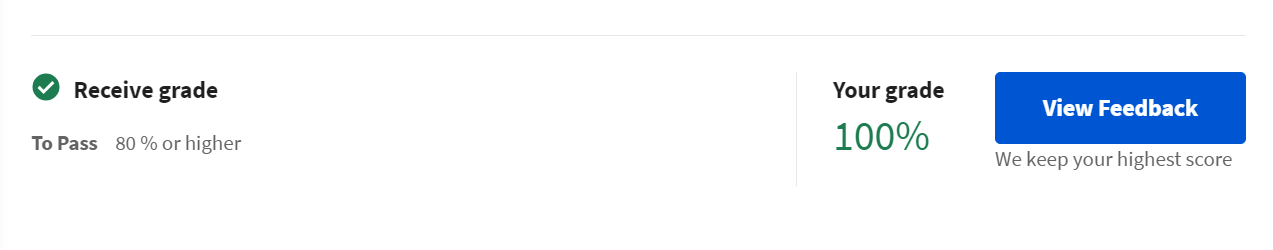 Receive grade
To Pass 80 % or higher
Your grade
100%
View Feedback
We keep your highest score